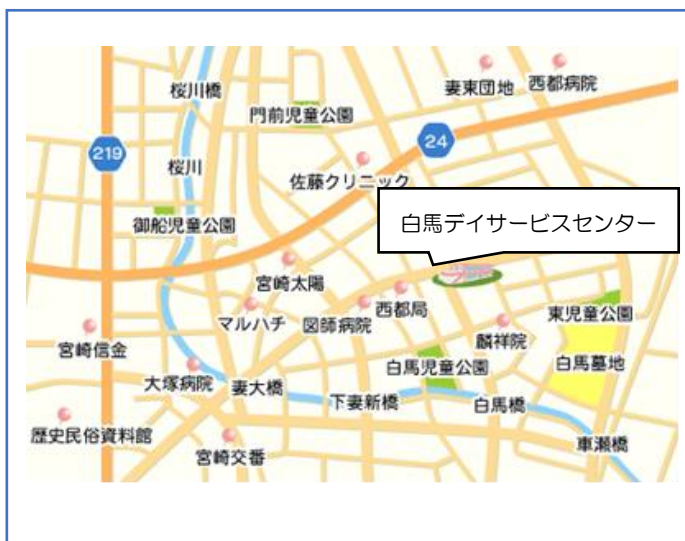 桜川橋
妻東団地
西都病院
門前児童公園
24
219
桜川
佐藤クリニック
御船児童公園
白馬デイサービスセンター
宮崎太陽
西都局
マルハチ
図師病院
東児童公園
宮崎信金
麟祥院
大塚病院
妻大橋
白馬児童公園
白馬墓地
下妻新橋
白馬橋
歴史民俗資料館
宮崎交番
車瀬橋